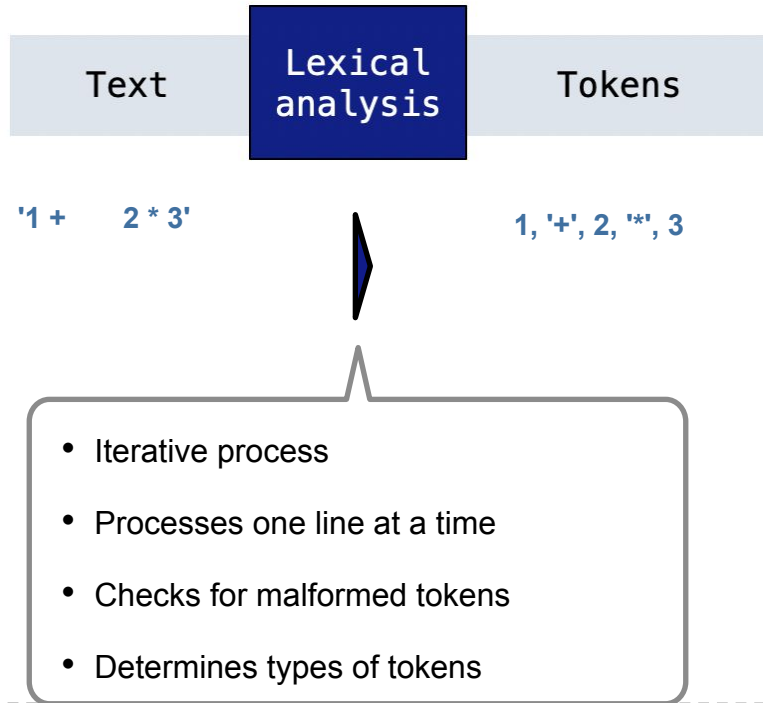 Text
Lexical
analysis
Tokens
'1 + 2 * 3'
1, '+', 2, '*', 3
• Iterative process
• Processes one line at a time
• Checks for malformed tokens
• Determines types of tokens